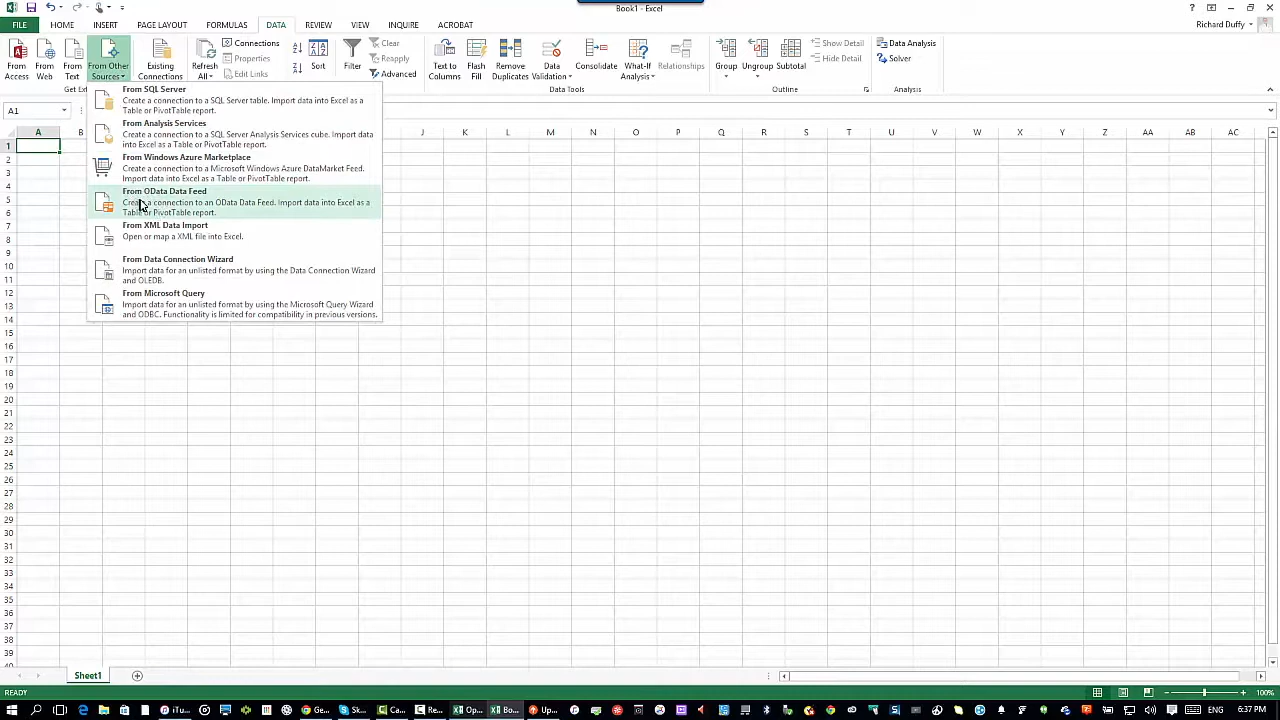 Book1 - Excel
FILE HOME INSERT PAGE LAYOUT FORMULAS DATA REVIEW VIEW INQUIRE ACROBAT Richard Duffy
From Access
From Web
From Text
From Other Sources
Existing Connections
Refresh All
Connections
Properties
Edit Links
Sort
Filter
Clear
Reapply
Advanced
Text to Columns
Flash Fill
Remove Duplicates
Data Validation
Consolidate
What-If Analysis
Relationships
Group
Ungroup
Subtotal
Show Detail
Hide Detail
Data Analysis
Solver
Get Ex
Data Tools
Outline
Analysis
From SQL Server
Create a connection to a SQL Server table. Import data into Excel as a
Table or PivotTable report.
From Analysis Services
Create a connection to a SQL Server Analysis Services cube. Import data
into Excel as a Table or PivotTable report.
From Windows Azure Marketplace
Create a connection to a Microsoft Windows Azure DataMarket Feed.
Import data into Excel as a Table or PivotTable report.
From OData Data Feed
Create a connection to an OData Data Feed. Import data into Excel as a
Table or PivotTable report.
From XML Data Import
Open or map a XML file into Excel.
From Data Connection Wizard
Import data for an unlisted format by using the Data Connection Wizard
and OLEDB.
From Microsoft Query
Import data for an unlisted format by using the Microsoft Query Wizard
and ODBC. Functionality is limited for compatibility in previous versions.
A1
A B J K L M N O P Q R S T U V W X Y Z AA AB AC
1
2
3
4
5
6
7
8
9
10
11
12
13
14
15
16
17
18
19
20
21
22
23
24
25
26
27
28
29
30
31
32
33
34
35
36
37
38
39
40
Sheet1
READY 100%
iTu... Ge... Sk... Ca... Re... Op... Bo... Up... ENG 5:37 PM